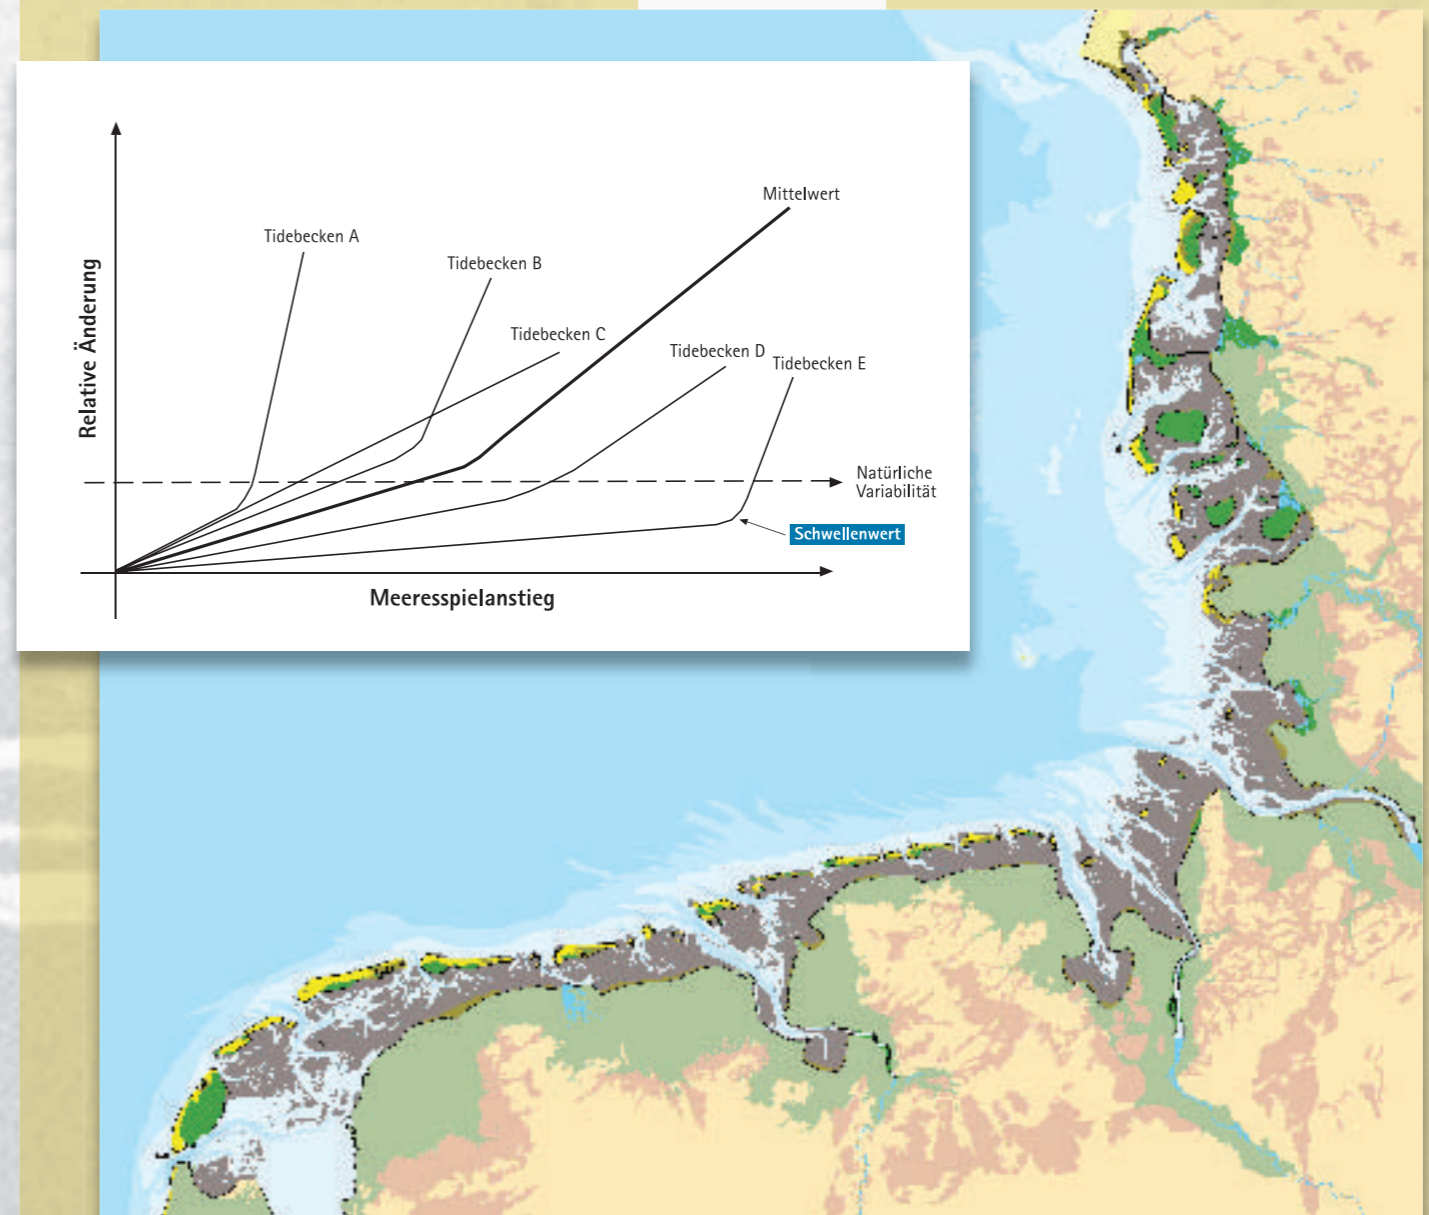 Mittelwert
Tidebecken A
Tidebecken B
Tidebecken C
Tidebecken D
Tidebecken E
Relative Änderung
Natürliche
Variabilität
Schwellenwert
Meeresspielanstieg